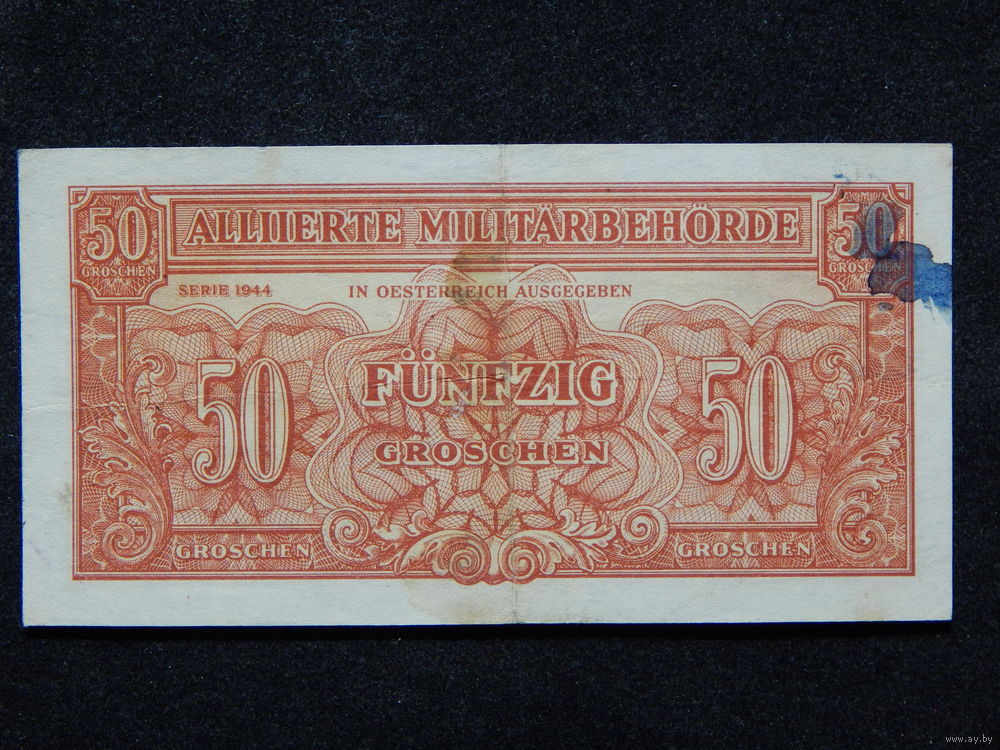 50 ALLIIERTE MILITÄRBEHÖRDE 50
GROSCHEN GROSCHEN
SERIE 1944 IN OESTERREICH AUSGEGEBEN
50 FÜNFZIG 50
GROSCHEN
GROSCHEN GROSCHEN
www.ay.by